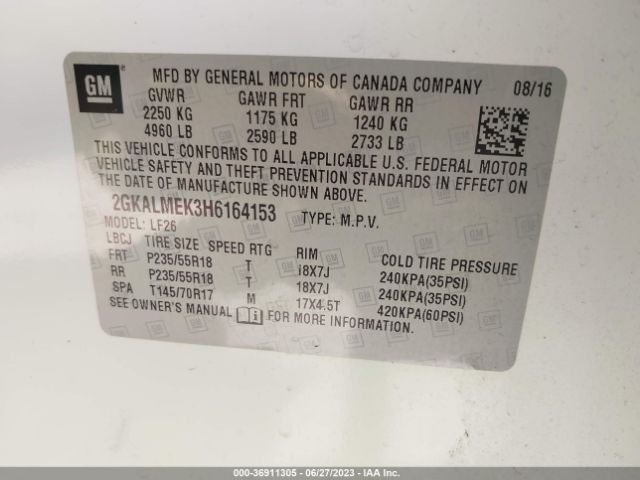 GM
MFD BY GENERAL MOTORS OF CANADA COMPANY 08/16
GVWR GAWR FRT GAWR RR
2250 KG 1175 KG 1240 KG
4960 LB 2590 LB 2733 LB
THIS VEHICLE CONFORMS TO ALL APPLICABLE U.S. FEDERAL MOTOR
VEHICLE SAFETY AND THEFT PREVENTION STANDARDS IN EFFECT ON
THE DATE OF MANUFACTURE SHOWN ABOVE.
2GKALMEK3H6164153 TYPE: M.P.V.
MODEL: LF26
LBCJ TIRE SIZE SPEED RTG RIM COLD TIRE PRESSURE
FRT P235/55R18 T 18X7J 240KPA(35PSI)
RR P235/55R18 T 18X7J 240KPA(35PSI)
SPA T145/70R17 M 17X4.5T 420KPA(60PSI)
SEE OWNER'S MANUAL FOR MORE INFORMATION.
000-36911305 - 06/27/2023 - IAA Inc.